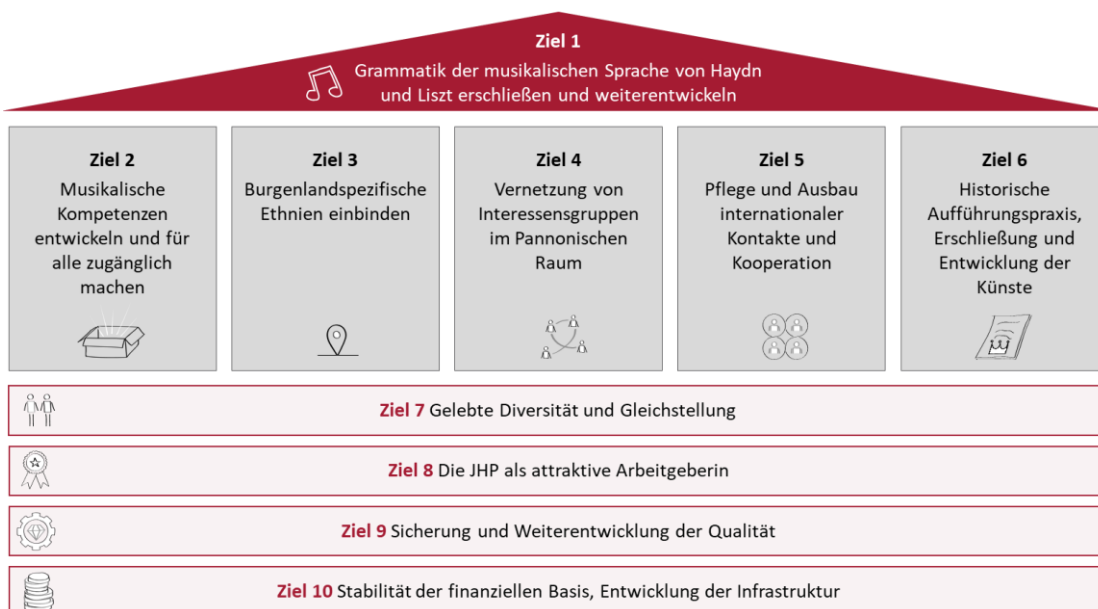 Ziel 1
Grammatik der musikalischen Sprache von Haydn
und Liszt erschließen und weiterentwickeln
Ziel 2
Musikalische
Kompetenzen
entwickeln und für
alle zugänglich
machen
Ziel 3
Burgenlandspezifische
Ethnien einbinden
Ziel 4
Vernetzung von
Interessensgruppen
im Pannonischen
Raum
Ziel 5
Pflege und Ausbau
internationaler
Kontakte und
Kooperation
Ziel 6
Historische
Aufführungspraxis,
Erschließung und
Entwicklung der
Künste
Ziel 7 Gelebte Diversität und Gleichstellung
Ziel 8 Die JHP als attraktive Arbeitgeberin
Ziel 9 Sicherung und Weiterentwicklung der Qualität
Ziel 10 Stabilität der finanziellen Basis, Entwicklung der Infrastruktur